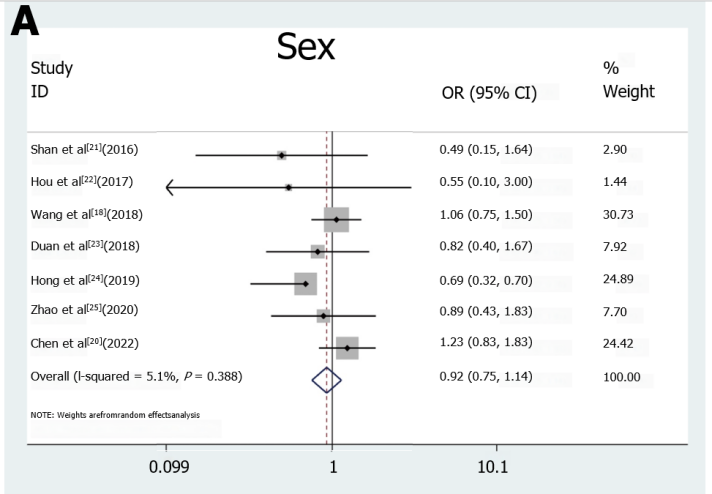 A
Sex
Study
ID
OR (95% CI)
%
Weight
Shan et al[21](2016) 0.49 (0.15, 1.64) 2.90
Hou et al[22](2017) 0.55 (0.10, 3.00) 1.44
Wang et al[18](2018) 1.06 (0.75, 1.50) 30.73
Duan et al[23](2018) 0.82 (0.40, 1.67) 7.92
Hong et al[24](2019) 0.69 (0.32, 0.70) 24.89
Zhao et al[25](2020) 0.89 (0.43, 1.83) 7.70
Chen et al[20](2022) 1.23 (0.83, 1.83) 24.42
Overall (I-squared = 5.1%, P = 0.388) 0.92 (0.75, 1.14) 100.00
NOTE: Weights arefromrandom effectsanalysis
0.099 1 10.1